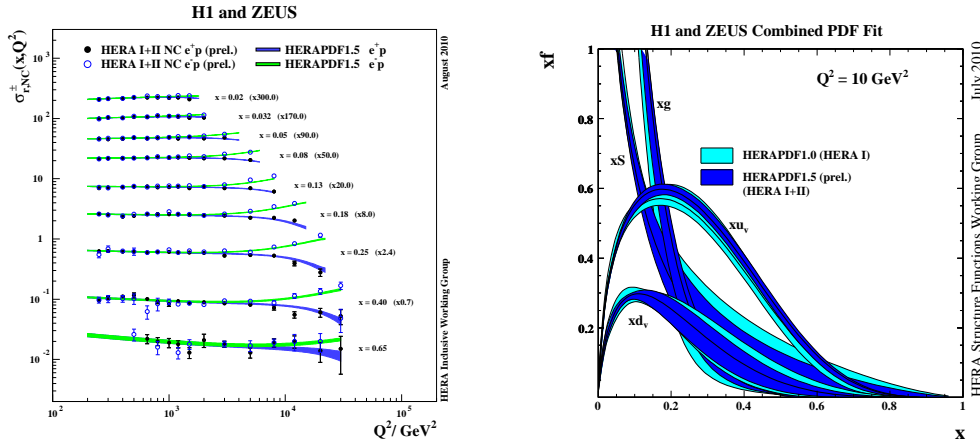 H1 and ZEUS
σ±r,NC(x,Q²)
10³
10²
10
1
10⁻¹
10⁻²
HERA I+II NC e⁺p (prel.)
HERA I+II NC e⁻p (prel.)
HERAPDF1.5 e⁺p
HERAPDF1.5 e⁻p
x = 0.02 (x300.0)
x = 0.032 (x170.0)
x = 0.05 (x90.0)
x = 0.08 (x50.0)
x = 0.13 (x20.0)
x = 0.18 (x8.0)
x = 0.25 (x2.4)
x = 0.40 (x0.7)
x = 0.65
10² 10³ 10⁴ 10⁵
Q²/ GeV²
August 2010
HERA Inclusive Working Group
H1 and ZEUS Combined PDF Fit
xf
1
0.8
0.6
0.4
0.2
Q² = 10 GeV²
xg
xS
HERAPDF1.0 (HERA I)
HERAPDF1.5 (prel.)
(HERA I+II)
xuᵥ
xdᵥ
0 0.2 0.4 0.6 0.8 1
x
July 2010
HERA Structure Functions Working Group